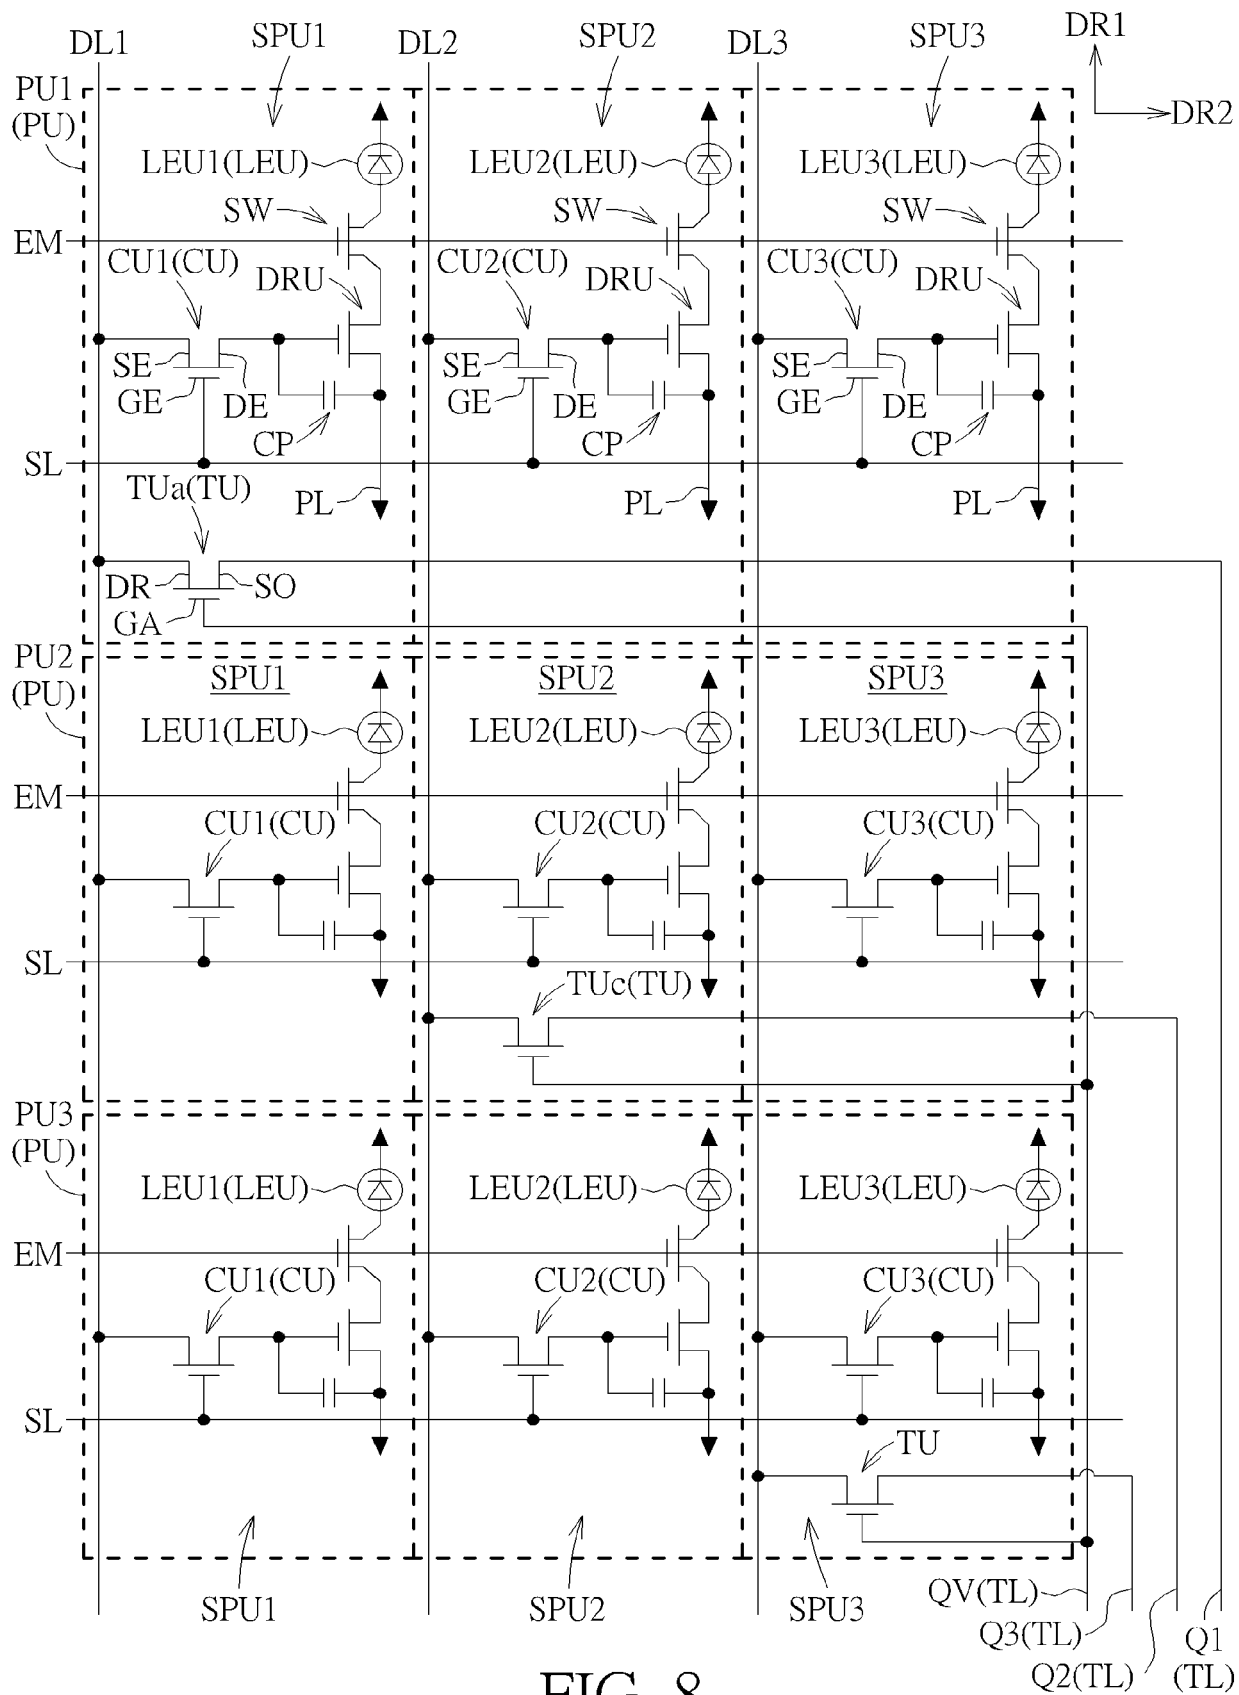 DR1
DL1 SPU1 DL2 SPU2 DL3 SPU3
DR2
PU1
(PU)
LEU1(LEU) LEU2(LEU) LEU3(LEU)
SW SW SW
EM
CU1(CU) CU2(CU) CU3(CU)
DRU DRU DRU
SE SE SE
GE DE GE DE GE DE
CP CP CP
SL
TUa(TU)
PL PL PL
DR SO
GA
PU2
(PU)
SPU1 SPU2 SPU3
LEU1(LEU) LEU2(LEU) LEU3(LEU)
EM
CU1(CU) CU2(CU) CU3(CU)
SL
TUc(TU)
PU3
(PU)
LEU1(LEU) LEU2(LEU) LEU3(LEU)
EM
CU1(CU) CU2(CU) CU3(CU)
SL
TU
SPU1 SPU2 SPU3
QV(TL)
Q3(TL)
Q2(TL)
Q1
(TL)
FIG. 8